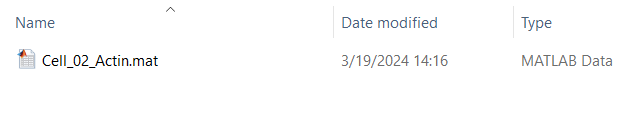 Name Date modified Type
Cell_02_Actin.mat 3/19/2024 14:16 MATLAB Data